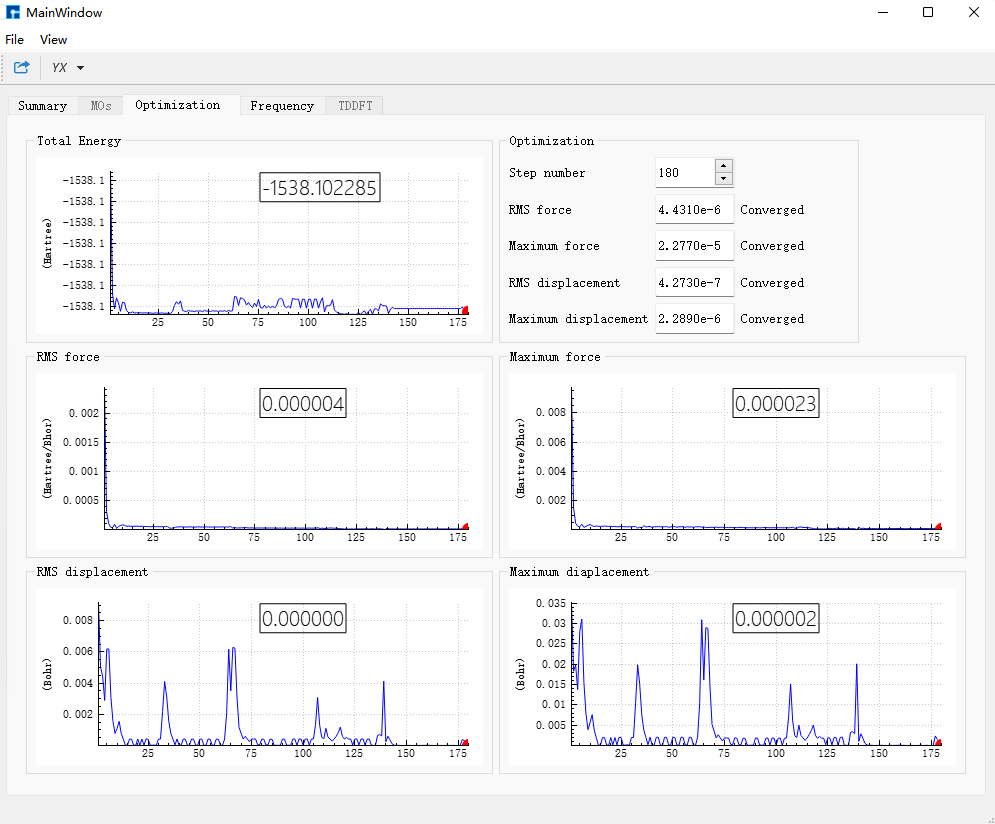 MainWindow
File View
YX
Summary MOs Optimization Frequency TDDFT
Total Energy
-1538.102285
-1538.1
-1538.1
-1538.1
-1538.1
-1538.1
-1538.1
-1538.1
(Hartree)
25 50 75 100 125 150 175
Optimization
Step number 180
RMS force 4.4310e-6 Converged
Maximum force 2.2770e-5 Converged
RMS displacement 4.2730e-7 Converged
Maximum displacement 2.2890e-6 Converged
RMS force
0.000004
0.002
0.0015
0.001
0.0005
(Hartree/Bhor)
25 50 75 100 125 150 175
Maximum force
0.000023
0.008
0.006
0.004
0.002
(Hartree/Bhor)
25 50 75 100 125 150 175
RMS displacement
0.000000
0.008
0.006
0.004
0.002
(Bohr)
25 50 75 100 125 150 175
Maximum diaplacement
0.000002
0.035
0.03
0.025
0.02
0.015
0.01
0.005
(Bohr)
25 50 75 100 125 150 175